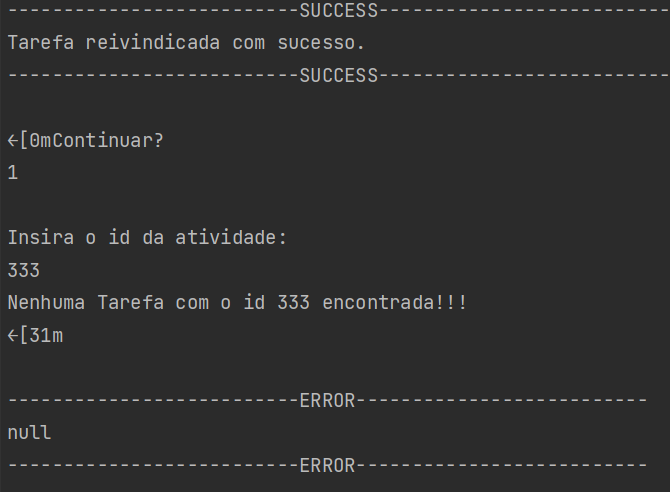 --------------------------SUCCESS--------------------------
Tarefa reivindicada com sucesso.
--------------------------SUCCESS--------------------------
←[0mContinuar?
1
Insira o id da atividade:
333
Nenhuma Tarefa com o id 333 encontrada!!!
←[31m
--------------------------ERROR--------------------------
null
--------------------------ERROR--------------------------